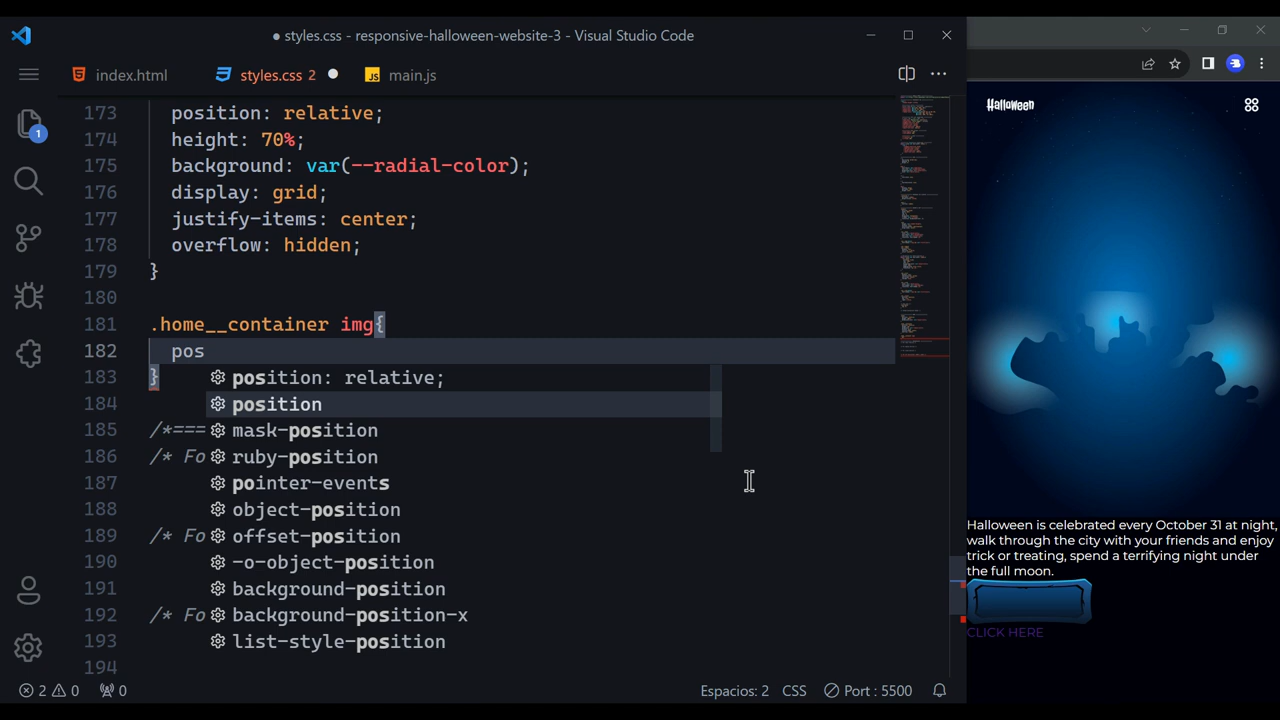 ● styles.css - responsive-halloween-website-3 - Visual Studio Code
index.html
styles.css 2
JS main.js
173 position: relative;
174 height: 70%;
175 background: var(--radial-color);
176 display: grid;
177 justify-items: center;
178 overflow: hidden;
179 }
180
181 .home__container img{
182 pos
183 } position: relative;
184 position
185 /*=== mask-position
186 /* Fo ruby-position
187 pointer-events
188 object-position
189 /* Fo offset-position
190 -o-object-position
191 background-position
192 /* Fo background-position-x
193 list-style-position
194
1
2 0 0
Espacios: 2 CSS Port : 5500
Halloween
Halloween is celebrated every October 31 at night,
walk through the city with your friends and enjoy
trick or treating, spend a terrifying night under
the full moon.
CLICK HERE